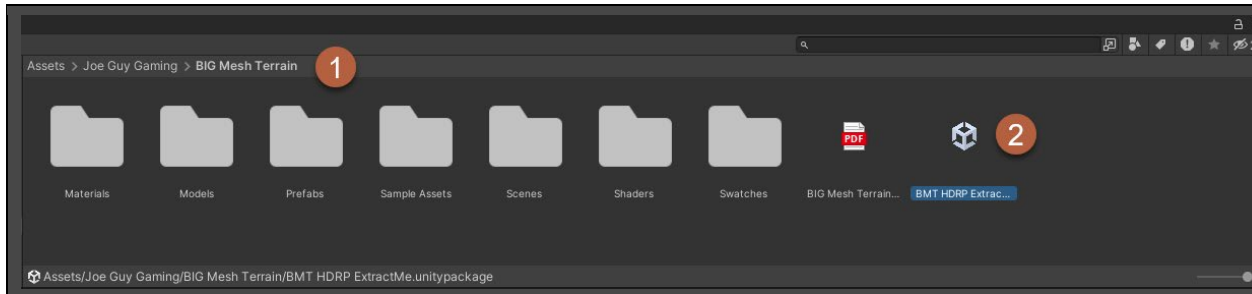 Assets > Joe Guy Gaming > BIG Mesh Terrain
1
PDF
2
Materials
Models
Prefabs
Sample Assets
Scenes
Shaders
Swatches
BIG Mesh Terrain...
BMT HDRP Extrac...
Assets/Joe Guy Gaming/BIG Mesh Terrain/BMT HDRP ExtractMe.unitypackage